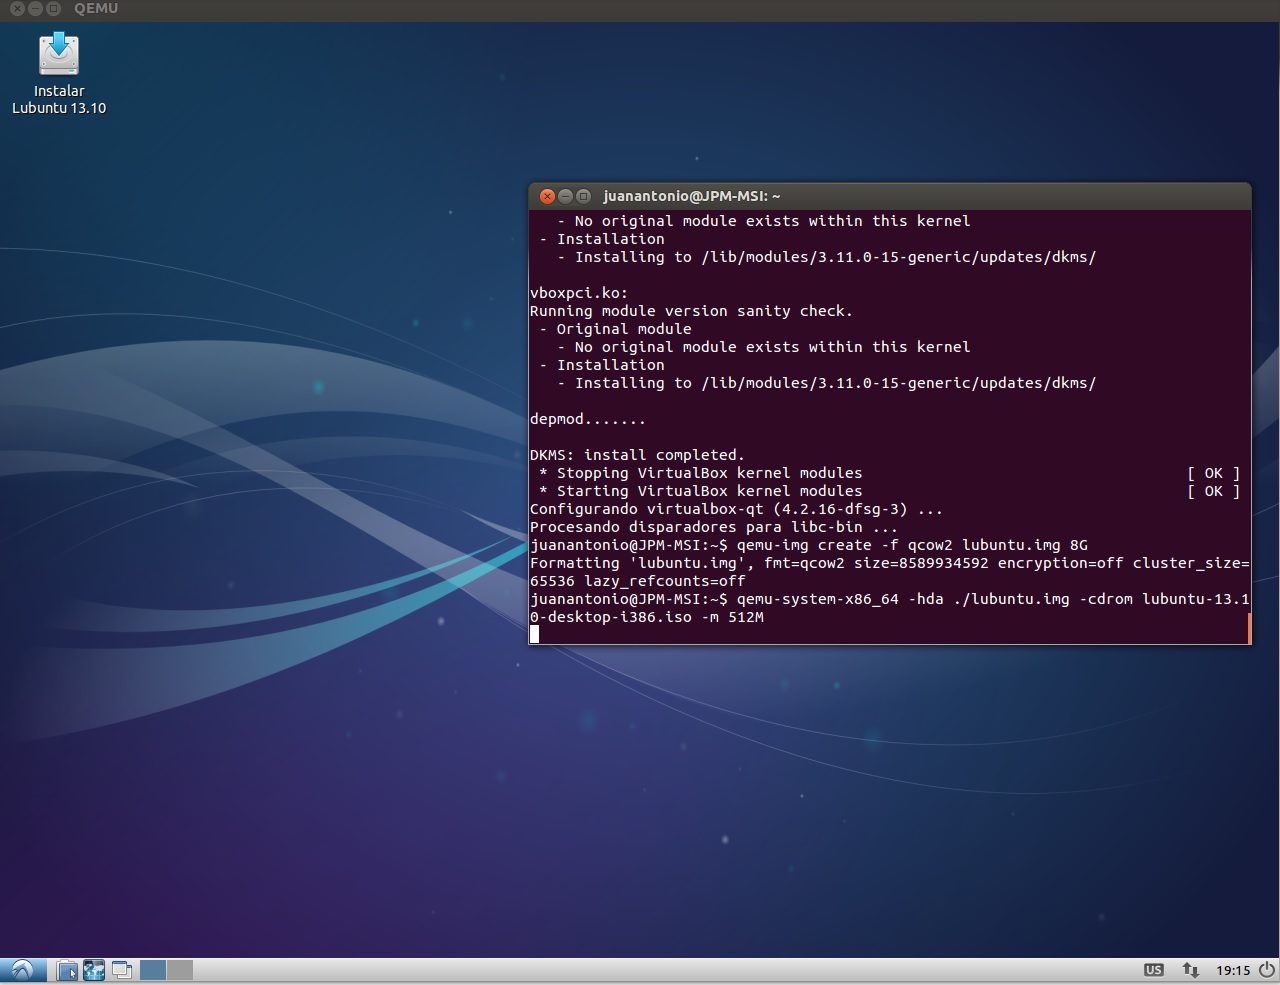 QEMU
Instalar
Lubuntu 13.10
juanantonio@JPM-MSI: ~
- No original module exists within this kernel
- Installation
- Installing to /lib/modules/3.11.0-15-generic/updates/dkms/
vboxpci.ko:
Running module version sanity check.
- Original module
- No original module exists within this kernel
- Installation
- Installing to /lib/modules/3.11.0-15-generic/updates/dkms/
depmod.......
DKMS: install completed.
* Stopping VirtualBox kernel modules [ OK ]
* Starting VirtualBox kernel modules [ OK ]
Configurando virtualbox-qt (4.2.16-dfsg-3) ...
Procesando disparadores para libc-bin ...
juanantonio@JPM-MSI:~$ qemu-img create -f qcow2 lubuntu.img 8G
Formatting 'lubuntu.img', fmt=qcow2 size=8589934592 encryption=off cluster_size=
65536 lazy_refcounts=off
juanantonio@JPM-MSI:~$ qemu-system-x86_64 -hda ./lubuntu.img -cdrom lubuntu-13.1
0-desktop-i386.iso -m 512M
US
19:15